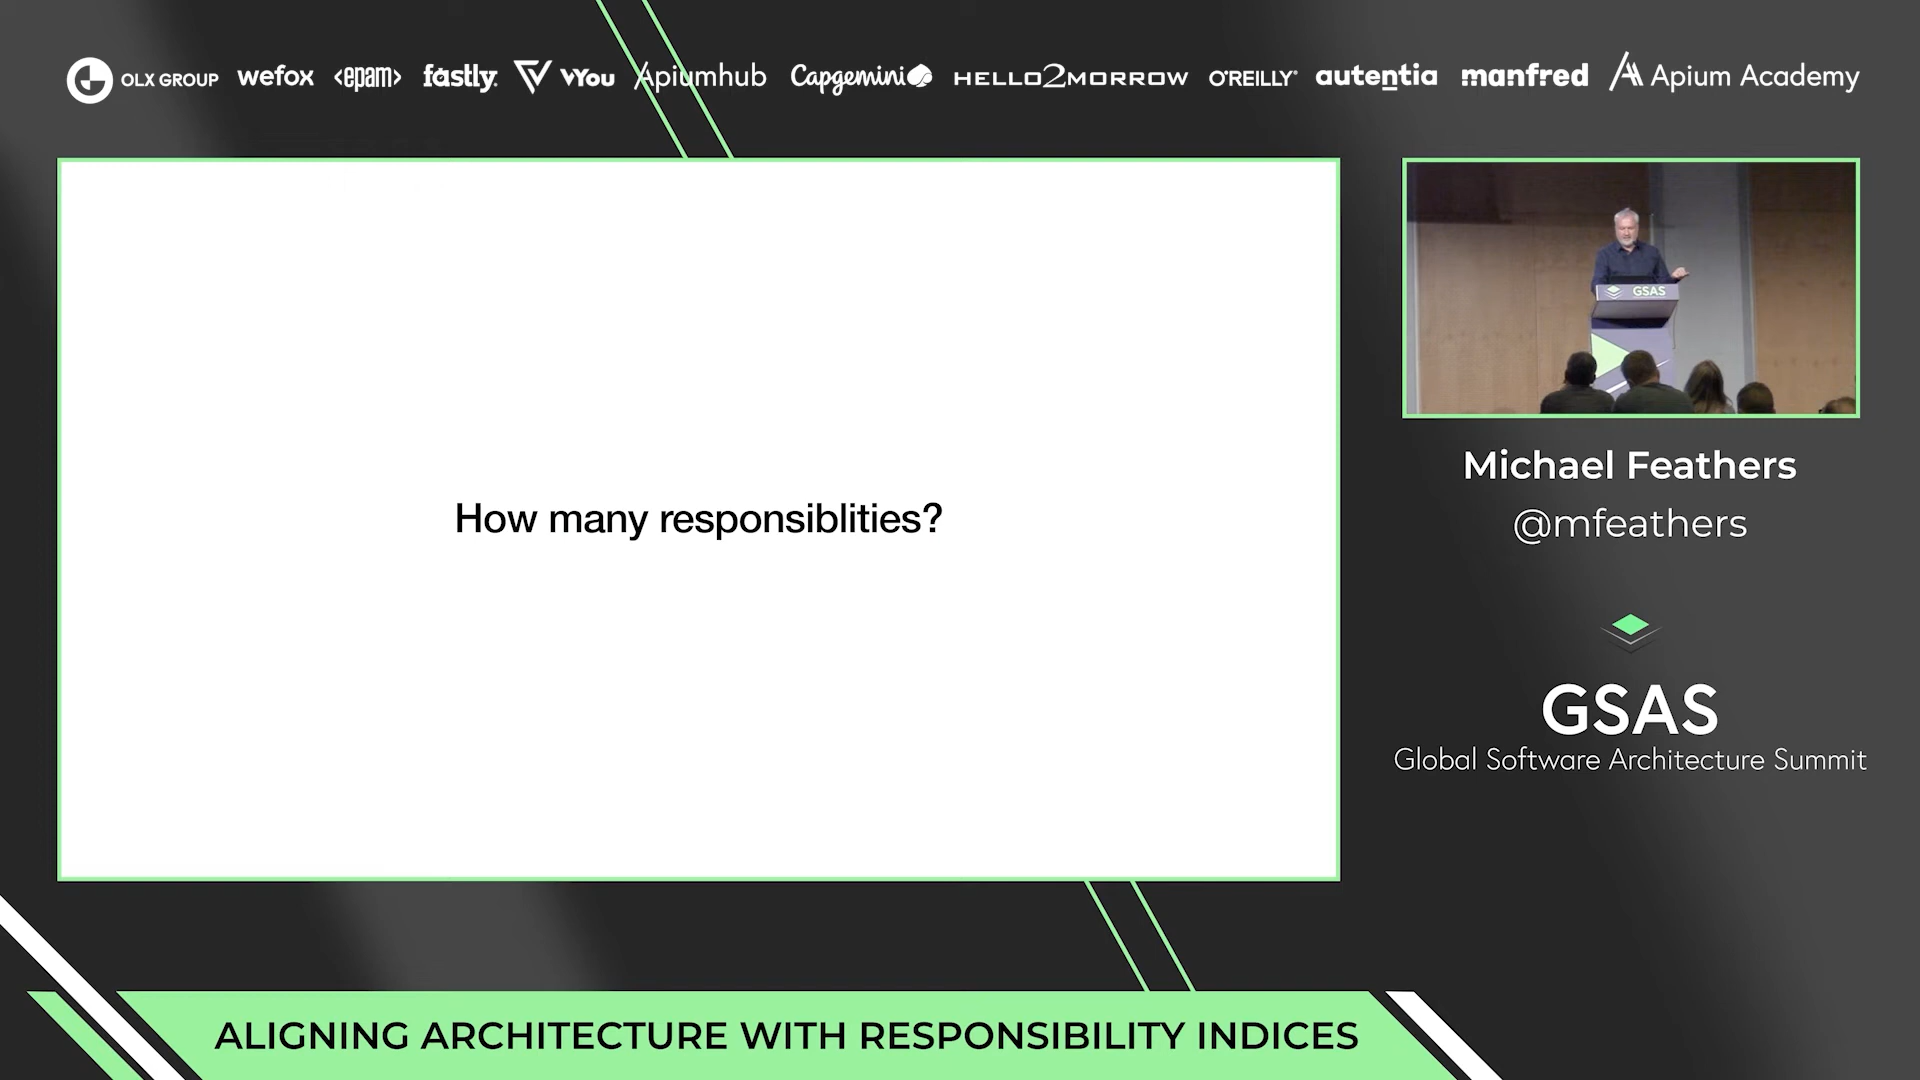 OLX GROUP wefox <epam> fastly. VYou Apiumhub Capgemini HELLO2MORROW O'REILLY® autentia manfred Apium Academy
How many responsiblities?
GSAS
Michael Feathers
@mfeathers
GSAS
Global Software Architecture Summit
ALIGNING ARCHITECTURE WITH RESPONSIBILITY INDICES